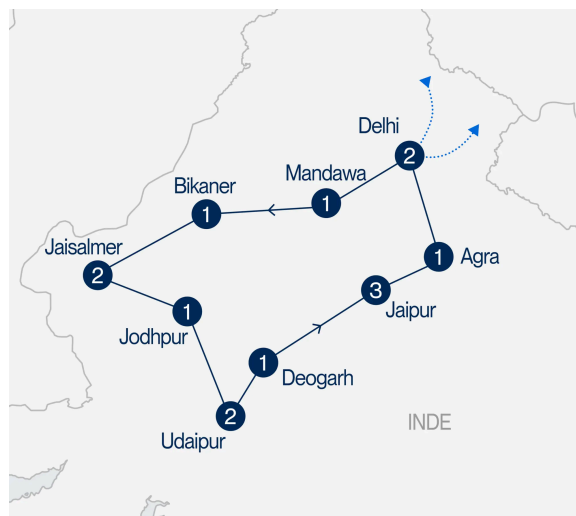 Delhi
2
Mandawa
1
Bikaner
1
Jaisalmer
2
Agra
1
3
Jaipur
1
Jodhpur
1
Deogarh
2
Udaipur
INDE